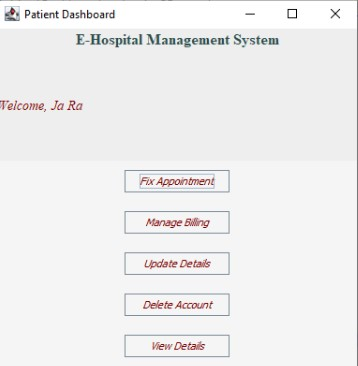 Patient Dashboard
E-Hospital Management System
Welcome, Ja Ra
Fix Appointment
Manage Billing
Update Details
Delete Account
View Details